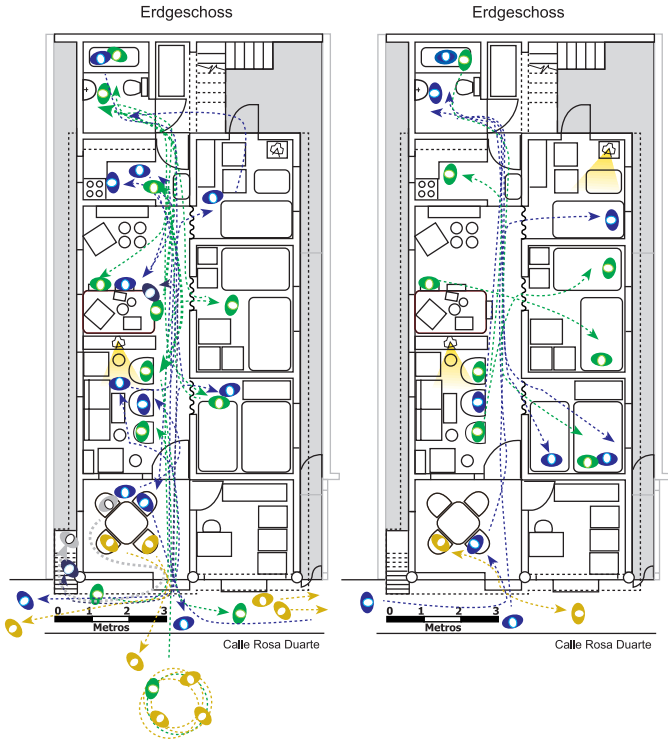 Erdgeschoss
Erdgeschoss
0 1 2 3
Metros
Calle Rosa Duarte
0 1 2 3
Metros
Calle Rosa Duarte